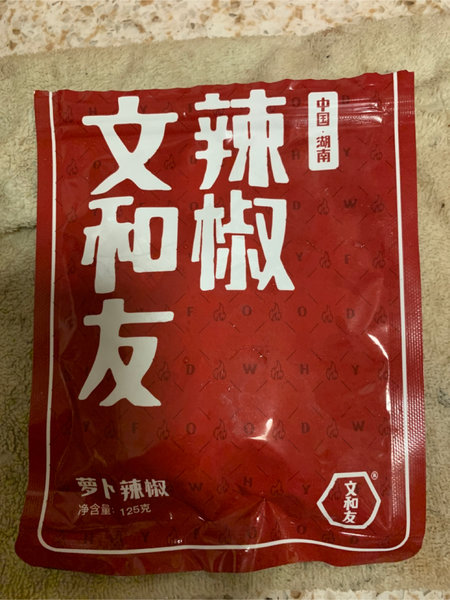 中国·湖南
辣椒
文和友
萝卜辣椒
净含量：125克
文和友®